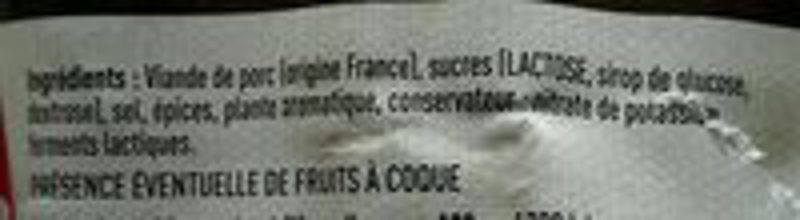 Ingrédients : Viande de porc (origine France), sucres (LACTOSE, sirop de glucose,
dextrose), sel, épices, plante aromatique, conservateur : nitrate de potassium,
ferments lactiques.
PRÉSENCE ÉVENTUELLE DE FRUITS À COQUE